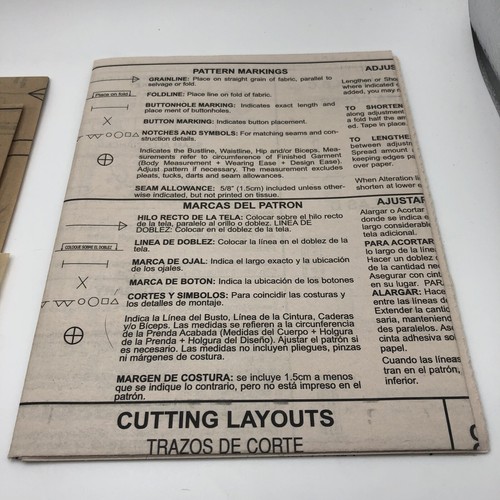 PATTERN MARKINGS
GRAINLINE: Place on straight grain of fabric, parallel to
selvage or fold.
Place on fold
FOLDLINE: Place line on fold of fabric.
BUTTONHOLE MARKING: Indicates exact length and
place ment of buttonholes.
BUTTON MARKING: Indicates button placement.
NOTCHES AND SYMBOLS: For matching seams and con-
struction details.
Indicates the Bustline, Waistline, Hip and/or Biceps. Mea-
surements refer to circumference of Finished Garment
(Body Measurement + Wearing Ease + Design Ease).
Adjust pattern if necessary. The measurement excludes
pleats, tucks, darts and seam allowances.
SEAM ALLOWANCE: 5/8" (1.5cm) included unless other-
wise indicated, but not printed on tissue.
MARCAS DEL PATRON
HILO RECTO DE LA TELA: Colocar sobre el hilo recto
de la tela, paralelo al orillo o doblez. LINEA DE
DOBLEZ: Colocar en el doblez de la tela.
COLOQUE SOBRE EL DOBLEZ
LINEA DE DOBLEZ: Colocar la línea en el doblez de la
tela.
MARCA DE OJAL: Indica el largo exacto y la ubicación
de los ojales.
MARCA DE BOTON: Indica la ubicación de los botones
CORTES Y SIMBOLOS: Para coincidir las costuras y
los detalles de montaje.
Indica la Línea del Busto, Línea de la Cintura, Caderas
y/o Bíceps. Las medidas se refieren a la circunferencia
de la Prenda Acabada (Medidas del Cuerpo + Holgura
de la Prenda + Holgura del Diseño). Ajustar el patrón si
es necesario. Las medidas no incluyen pliegues, pinzas
ni márgenes de costura.
MARGEN DE COSTURA: se incluye 1.5cm a menos
que se indique lo contrario, pero no está impreso en el
patrón.
CUTTING LAYOUTS
TRAZOS DE CORTE
ADJUS
Lengthen or Sho
where indicated
added, you may
TO SHORTEN
along adjustment
a fold half the am
ed. Tape in place.
TO LENGTHE
between adjustm
Spread amount
keeping edges pa
over paper.
When Alteration li
shorten at lower e
AJUSTAR
Alargar o Acortar
donde se indica e
largo considerable
tela adicional.
PARA ACORTAR
lo largo de la líne
Hacer un doblez
de la cantidad ne
Asegurar con cint
en su lugar. PAR
ALARGAR: Hace
entre las líneas d
Extender la cantic
saria, manteniend
des paralelos. Ase
cinta adhesiva so
papel.
Cuando las líneas
tran en el patrón,
inferior.